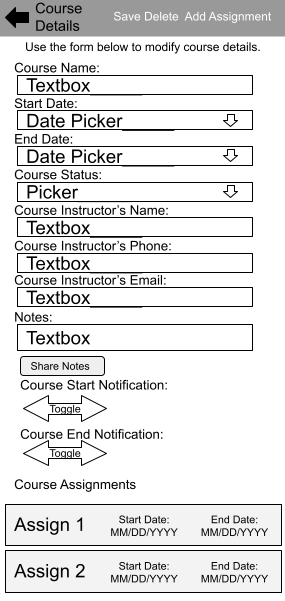 Course Details
Save Delete Add Assignment
Use the form below to modify course details.
Course Name:
Textbox_____
Start Date:
Date Picker_____
End Date:
Date Picker_____
Course Status:
Picker
Course Instructor's Name:
Textbox_____
Course Instructor's Phone:
Textbox_____
Course Instructor's Email:
Textbox_____
Notes:
Textbox
Share Notes
Course Start Notification:
Toggle
Course End Notification:
Toggle
Course Assignments
Assign 1
Start Date:
MM/DD/YYYY
End Date:
MM/DD/YYYY
Assign 2
Start Date:
MM/DD/YYYY
End Date:
MM/DD/YYYY